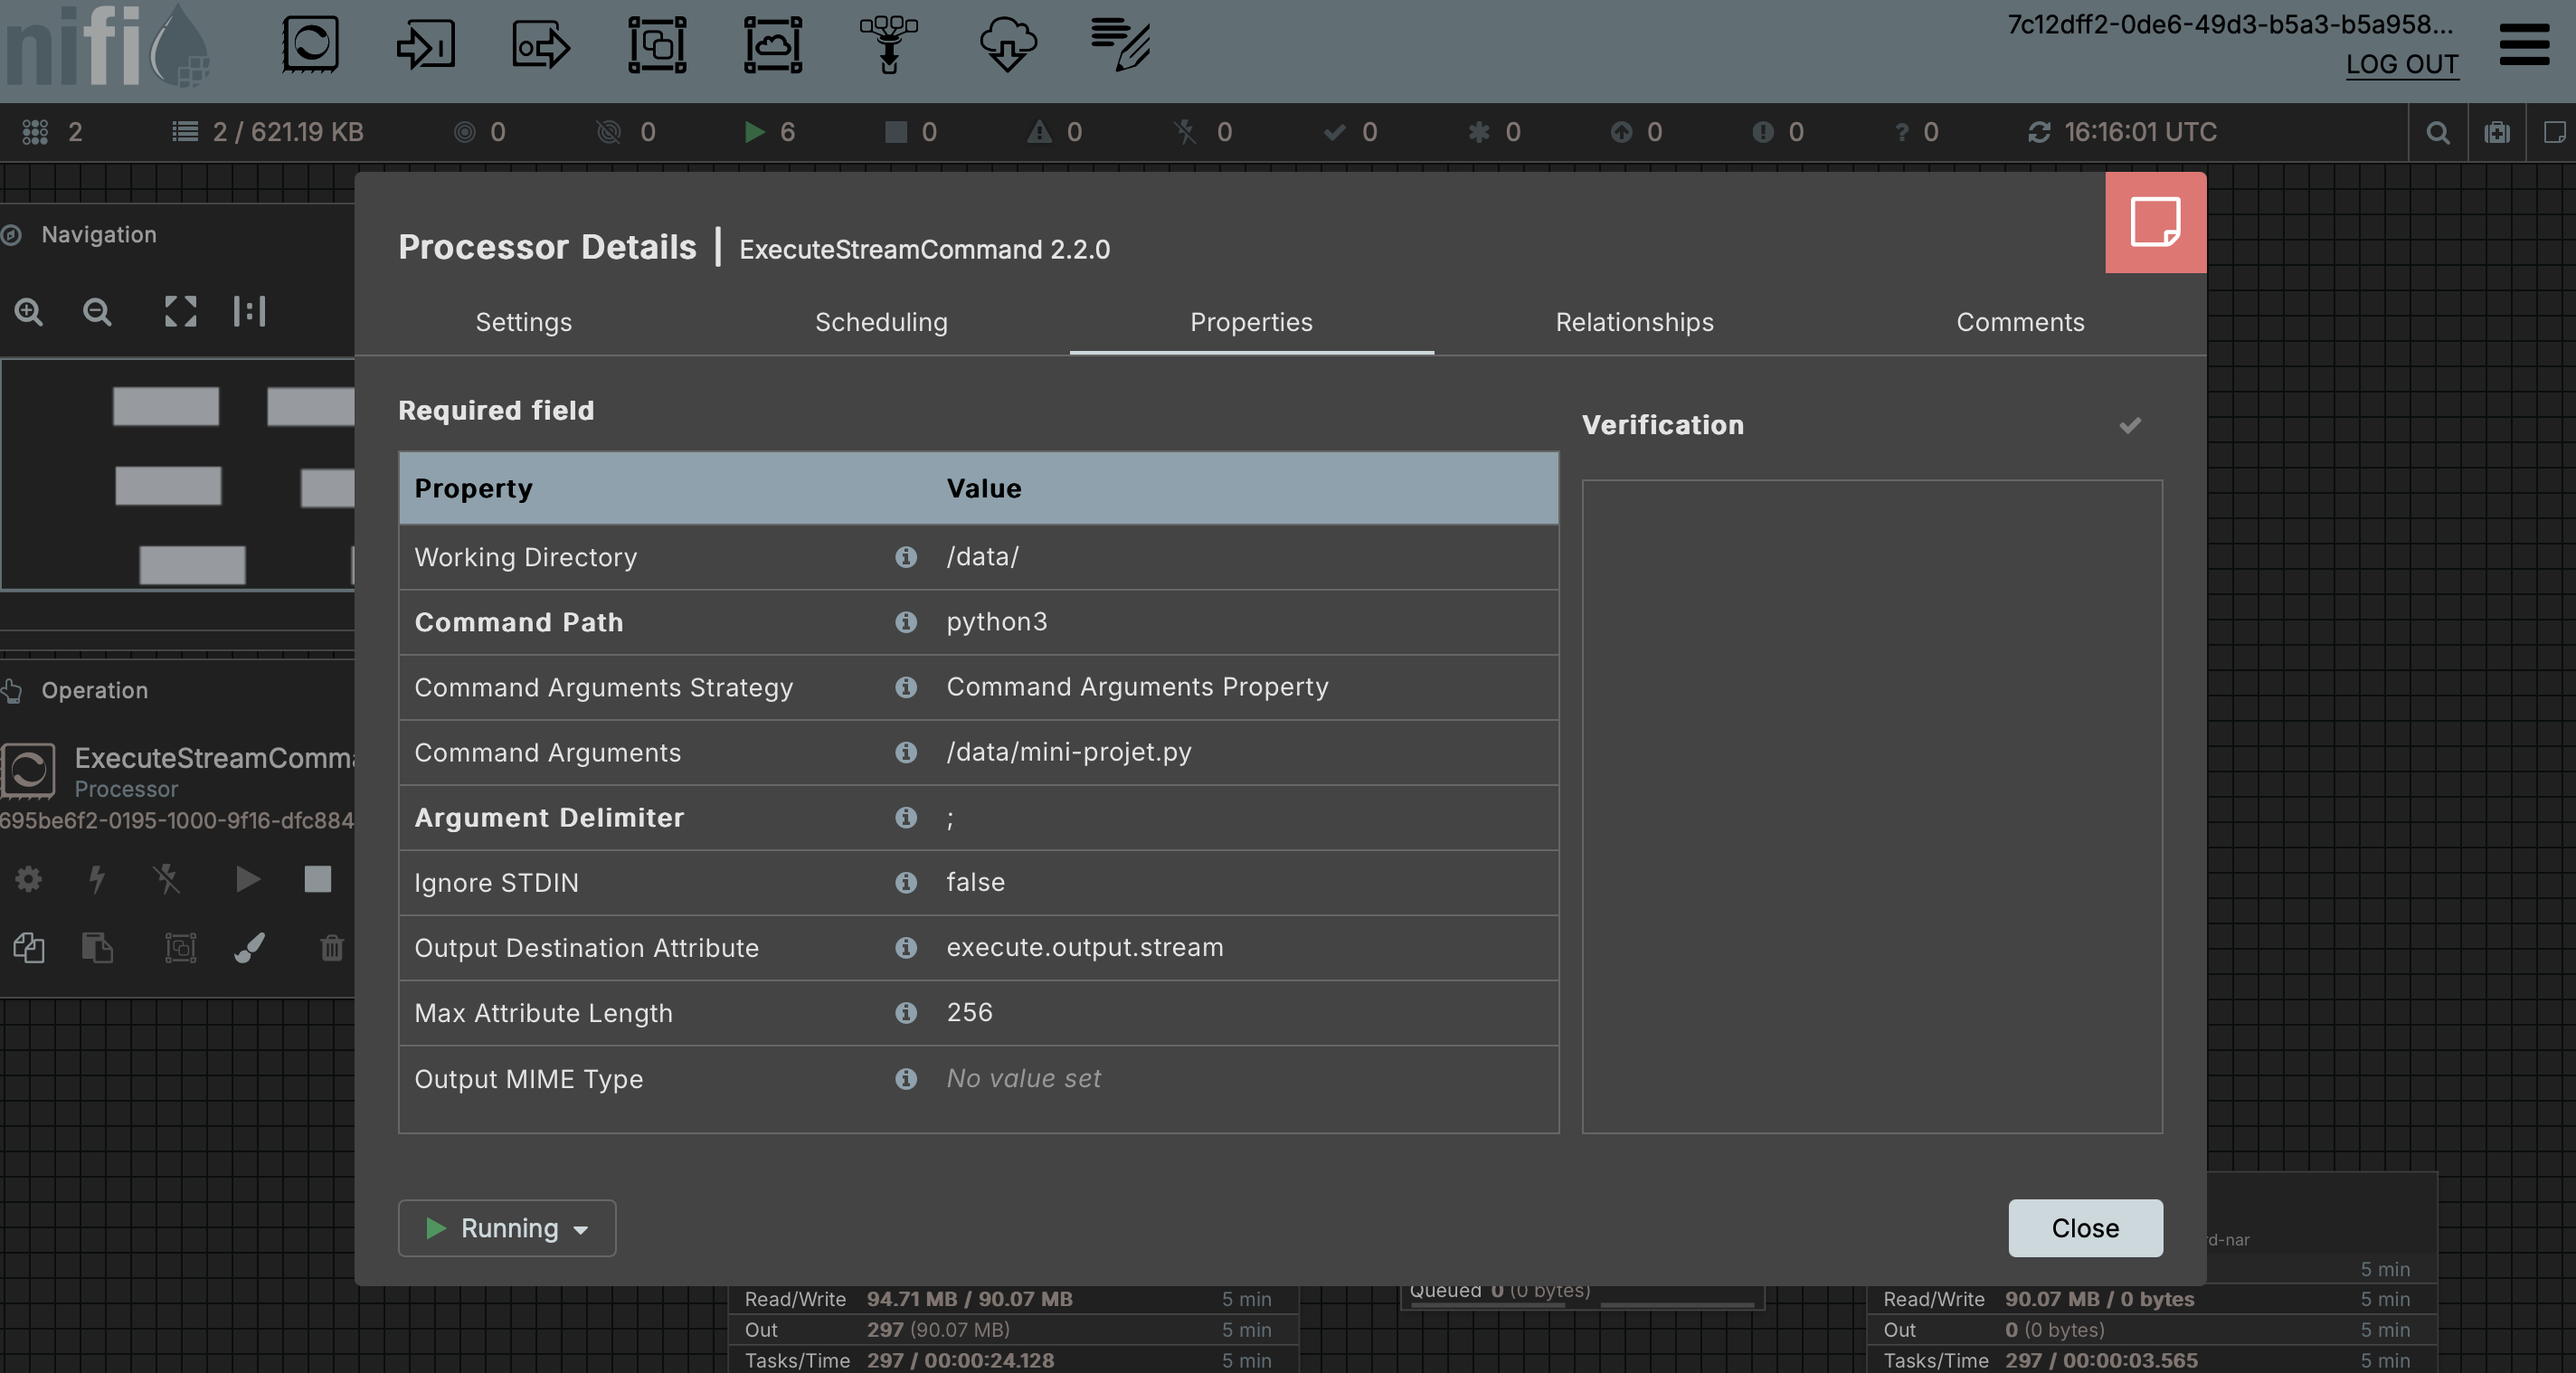 nifi
7c12dff2-0de6-49d3-b5a3-b5a958...
LOG OUT
2 2 / 621.19 KB 0 0 6 0 0 0 0 0 0 0 ? 0 16:16:01 UTC
Navigation
Operation
ExecuteStreamComma
Processor
695be6f2-0195-1000-9f16-dfc884
Processor Details | ExecuteStreamCommand 2.2.0
Settings Scheduling Properties Relationships Comments
Required field
Verification
Property Value
Working Directory /data/
Command Path python3
Command Arguments Strategy Command Arguments Property
Command Arguments /data/mini-projet.py
Argument Delimiter ;
Ignore STDIN false
Output Destination Attribute execute.output.stream
Max Attribute Length 256
Output MIME Type No value set
Running
Close
rd-nar
5 min
Queued 0 (0 bytes)
Read/Write 94.71 MB / 90.07 MB 5 min
Out 297 (90.07 MB) 5 min
Tasks/Time 297 / 00:00:24.128 5 min
Read/Write 90.07 MB / 0 bytes 5 min
Out 0 (0 bytes) 5 min
Tasks/Time 297 / 00:00:03.565 5 min